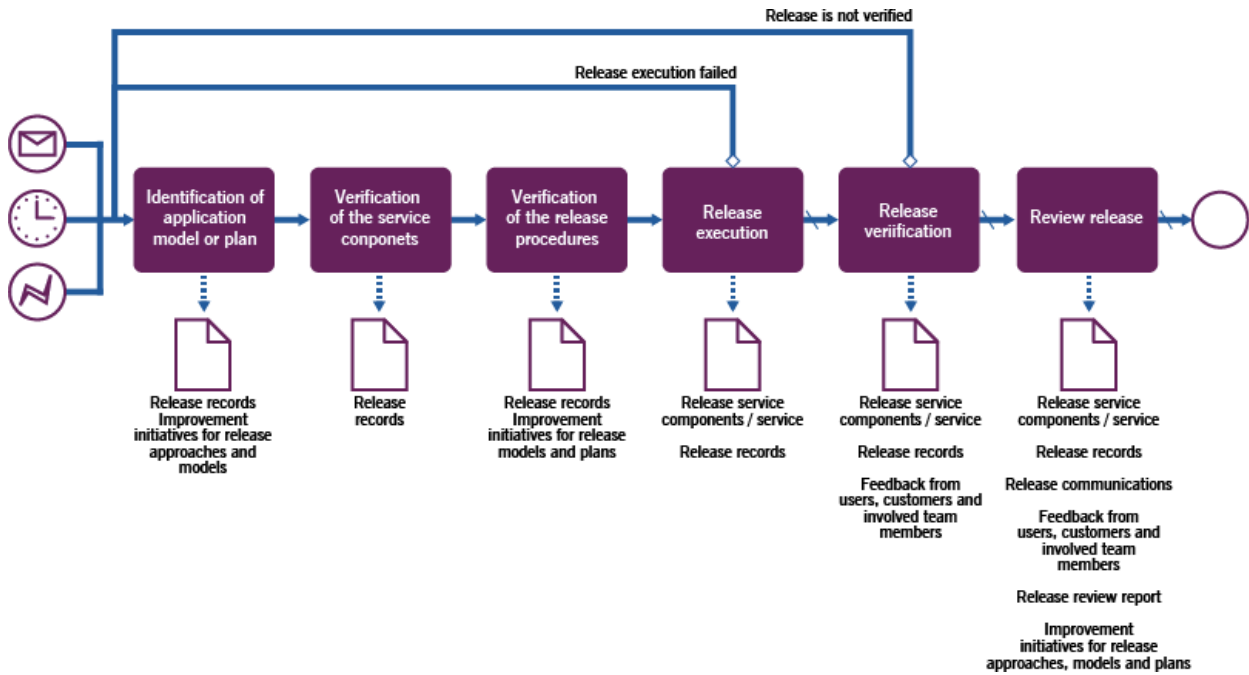 Release is not verified
Release execution failed
Identification of
application
model or plan
Verification
of the service
conponets
Verification
of the release
procedures
Release
execution
Release
veriification
Review release
Release records
Improvement
initiatives for release
approaches and
models
Release
records
Release records
Improvement
initiatives for release
models and plans
Release service
components / service
Release records
Release service
components / service
Release records
Feedback from
users, customers and
involved team
members
Release service
components / service
Release records
Release communications
Feedback from
users, customers and
involved team
members
Release review report
Improvement
initiatives for release
approaches, models and plans